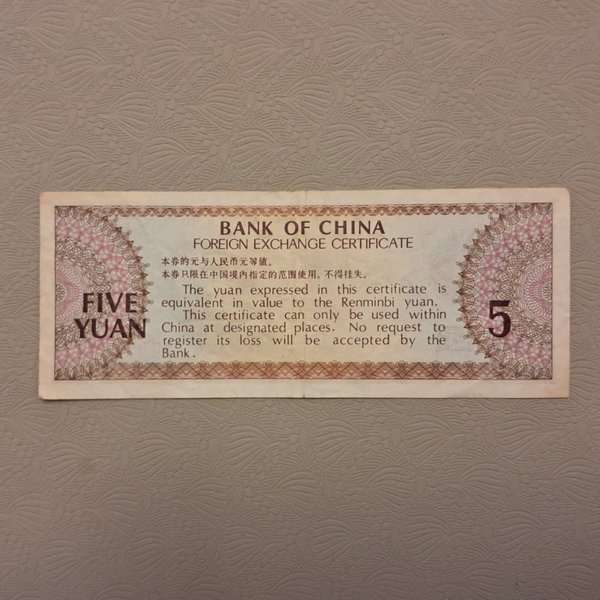 BANK OF CHINA
FOREIGN EXCHANGE CERTIFICATE
本券的元与人民币元等值。
本券只限在中国境内指定的范围使用。不得挂失。
The yuan expressed in this certificate is
equivalent in value to the Renminbi yuan.
This certificate can only be used within
China at designated places. No request to
register its loss will be accepted by the
Bank.
FIVE
YUAN
5